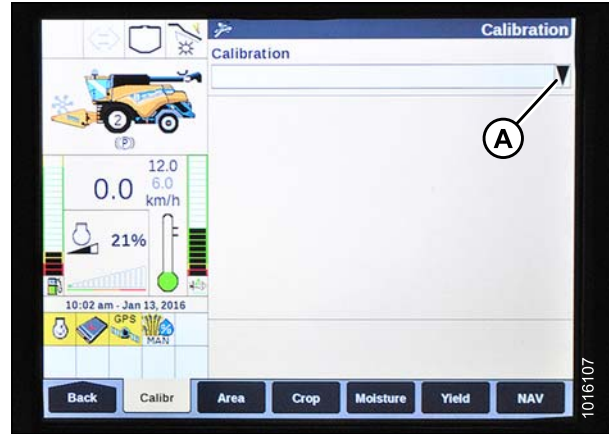 Calibration
Calibration
A
2
(P)
12.0
0.0
6.0
km/h
21%
10:02 am - Jan 13, 2016
GPS
MAN
Back
Calibr
Area
Crop
Moisture
Yield
NAV
1016107